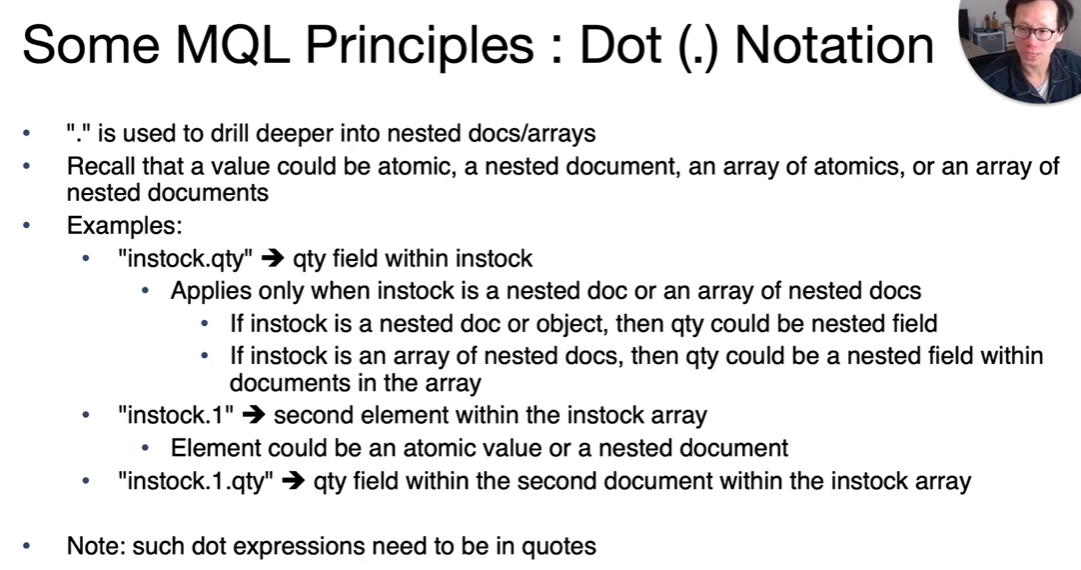 Some MQL Principles : Dot (.) Notation
• "." is used to drill deeper into nested docs/arrays
• Recall that a value could be atomic, a nested document, an array of atomics, or an array of
nested documents
• Examples:
• "instock.qty" ➔ qty field within instock
• Applies only when instock is a nested doc or an array of nested docs
• If instock is a nested doc or object, then qty could be nested field
• If instock is an array of nested docs, then qty could be a nested field within
documents in the array
• "instock.1" ➔ second element within the instock array
• Element could be an atomic value or a nested document
• "instock.1.qty" ➔ qty field within the second document within the instock array
• Note: such dot expressions need to be in quotes